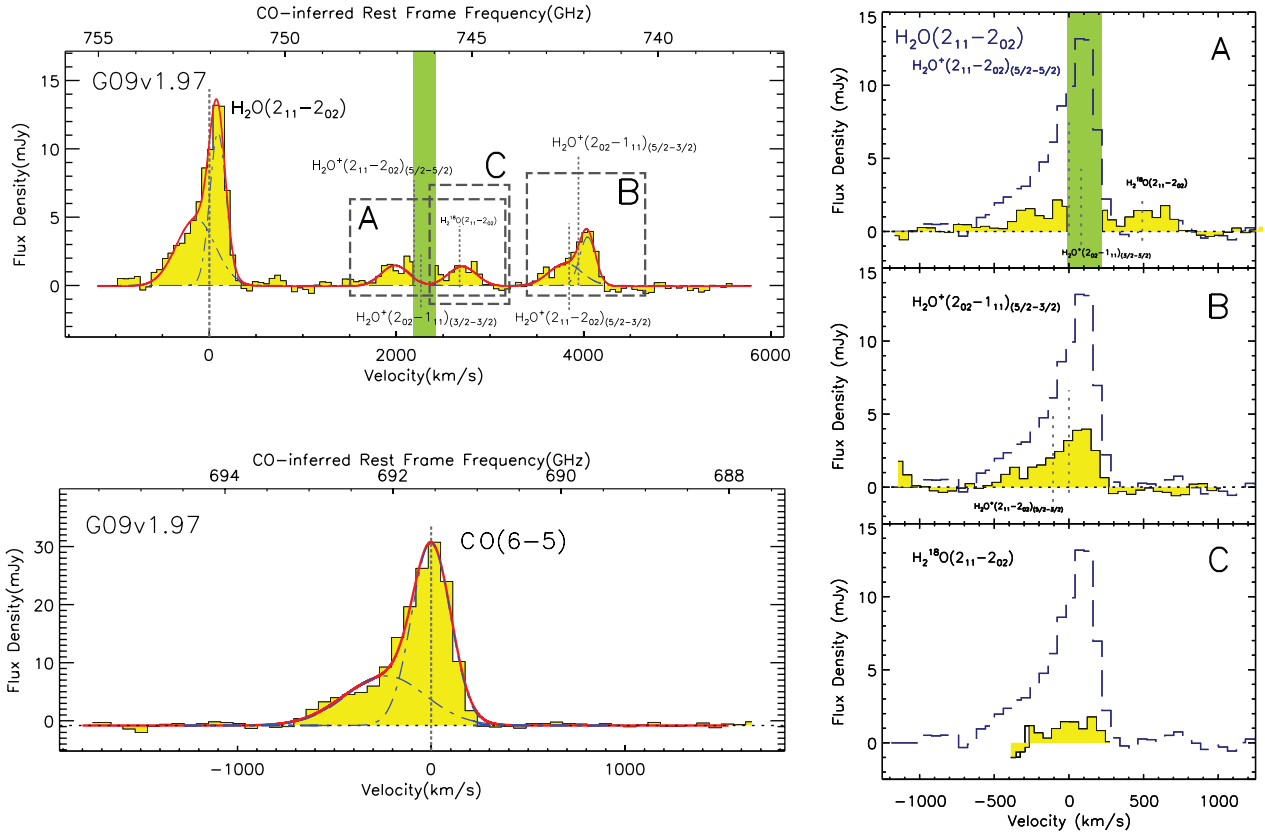 CO-inferred Rest Frame Frequency(GHz)
755 750 745 740
G09v1.97
H₂O(2₁₁−2₀₂)
H₂O⁺(2₀₂−1₁₁)(5/2−3/2)
H₂O⁺(2₁₁−2₀₂)(5/2−5/2)
C
B
A
H₂¹⁸O(2₁₁−2₀₂)
H₂O⁺(2₀₂−1₁₁)(3/2−3/2)
H₂O⁺(2₁₁−2₀₂)(5/2−3/2)
15
10
5
0
Flux Density(mJy)
0 2000 4000 6000
Velocity(km/s)
CO-inferred Rest Frame Frequency(GHz)
694 692 690 688
G09v1.97
CO(6−5)
30
20
10
0
Flux Density(mJy)
−1000 0 1000
Velocity(km/s)
15
10
5
0
Flux Density (mJy)
H₂O(2₁₁−2₀₂)
A
H₂O⁺(2₁₁−2₀₂)(5/2−5/2)
H₂¹⁸O(2₁₁−2₀₂)
H₂O⁺(2₀₂−1₁₁)(5/2−5/2)
15
10
5
0
Flux Density (mJy)
H₂O⁺(2₀₂−1₁₁)(5/2−3/2)
B
H₂O⁺(2₁₁−2₀₂)(5/2−3/2)
15
10
5
0
Flux Density (mJy)
H₂¹⁸O(2₁₁−2₀₂)
C
−1000 −500 0 500 1000
Velocity (km/s)